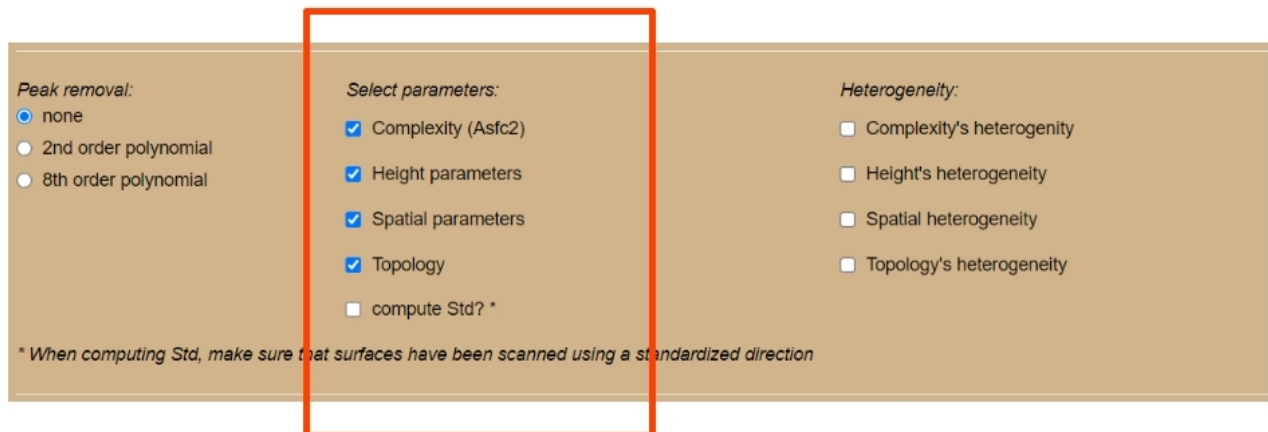 Peak removal:
none
2nd order polynomial
8th order polynomial
Select parameters:
Complexity (Asfc2)
Height parameters
Spatial parameters
Topology
compute Std? *
Heterogeneity:
Complexity's heterogenity
Height's heterogeneity
Spatial heterogeneity
Topology's heterogeneity
* When computing Std, make sure that surfaces have been scanned using a standardized direction